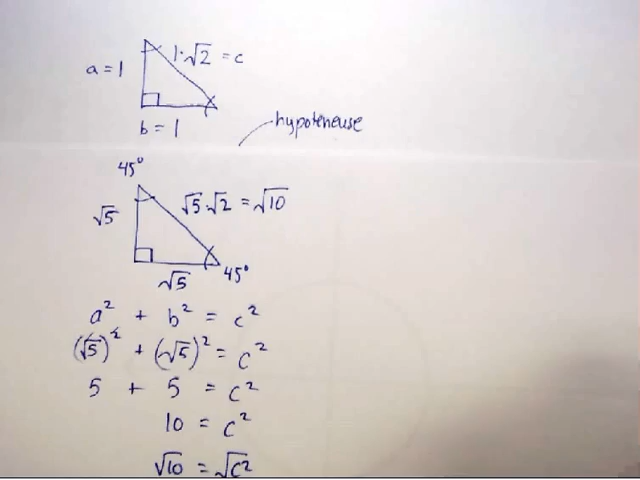 a = 1
1·√2 = c
b = 1
hypoteneuse
45°
√5
√5·√2 = √10
√5
45°
a² + b² = c²
(√5)² + (√5)² = c²
5 + 5 = c²
10 = c²
√10 = √c²